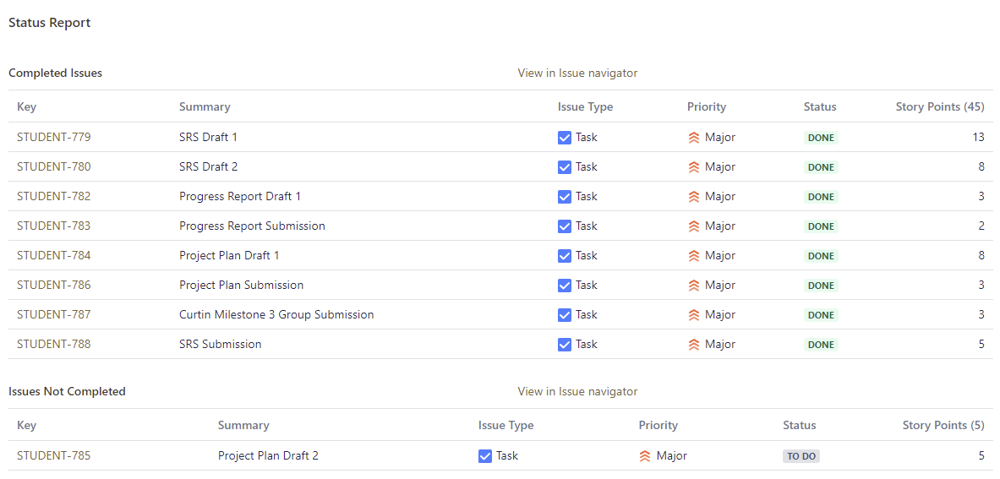 Status Report
Completed Issues View in Issue navigator
Key Summary Issue Type Priority Status Story Points (45)
STUDENT-779 SRS Draft 1 Task Major DONE 13
STUDENT-780 SRS Draft 2 Task Major DONE 8
STUDENT-782 Progress Report Draft 1 Task Major DONE 3
STUDENT-783 Progress Report Submission Task Major DONE 2
STUDENT-784 Project Plan Draft 1 Task Major DONE 8
STUDENT-786 Project Plan Submission Task Major DONE 3
STUDENT-787 Curtin Milestone 3 Group Submission Task Major DONE 3
STUDENT-788 SRS Submission Task Major DONE 5
Issues Not Completed View in Issue navigator
Key Summary Issue Type Priority Status Story Points (5)
STUDENT-785 Project Plan Draft 2 Task Major TO DO 5